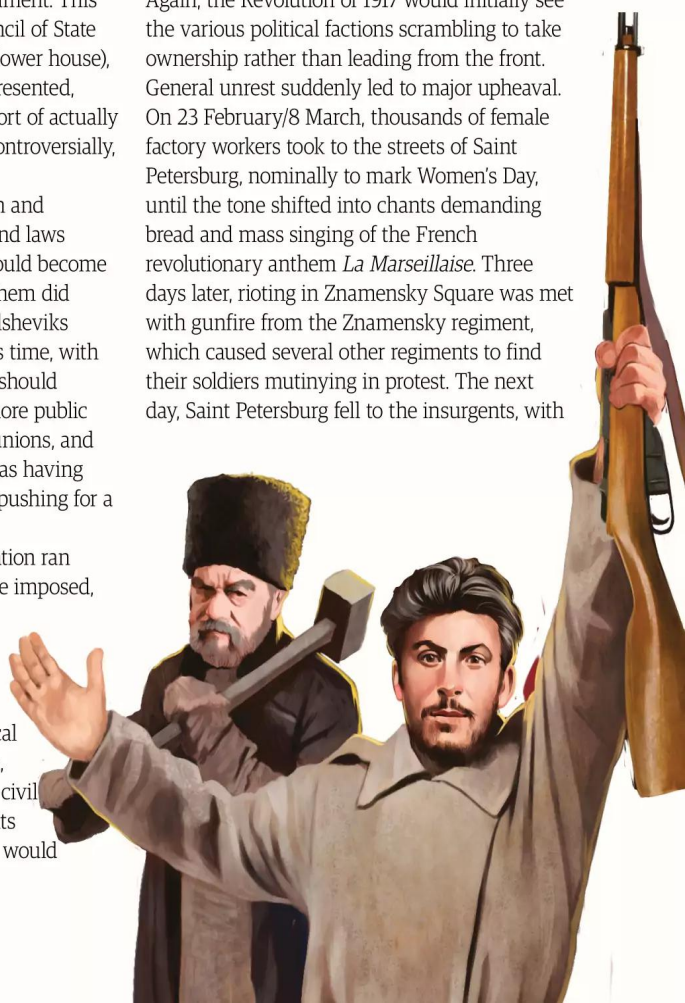 ment. This
ncil of State
ower house),
resented,
ort of actually
ontroversially,
n and
nd laws
ould become
hem did
lsheviks
s time, with
should
ore public
unions, and
as having
pushing for a
ation ran
e imposed,
cal
,
civil
ts
would
Again, the Revolution of 1917 would initially see
the various political factions scrambling to take
ownership rather than leading from the front.
General unrest suddenly led to major upheaval.
On 23 February/8 March, thousands of female
factory workers took to the streets of Saint
Petersburg, nominally to mark Women's Day,
until the tone shifted into chants demanding
bread and mass singing of the French
revolutionary anthem La Marseillaise. Three
days later, rioting in Znamensky Square was met
with gunfire from the Znamensky regiment,
which caused several other regiments to find
their soldiers mutinying in protest. The next
day, Saint Petersburg fell to the insurgents, with